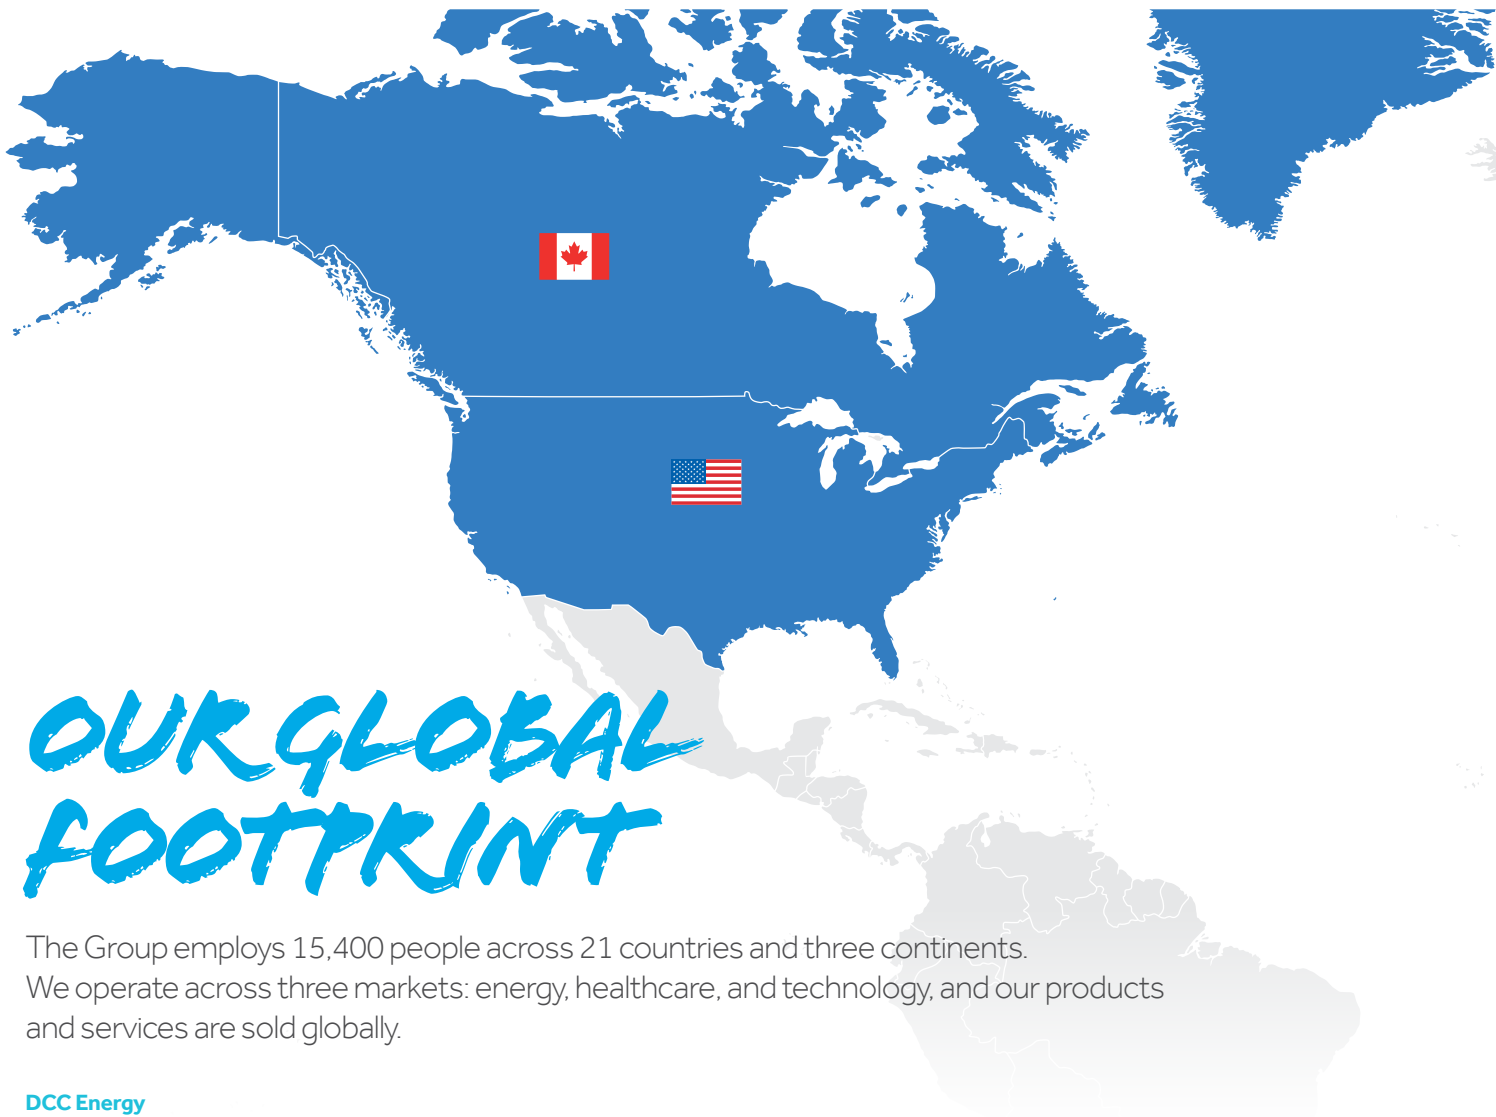 OUR GLOBAL
FOOTPRINT
The Group employs 15,400 people across 21 countries and three continents.
We operate across three markets: energy, healthcare, and technology, and our products
and services are sold globally.
DCC Energy